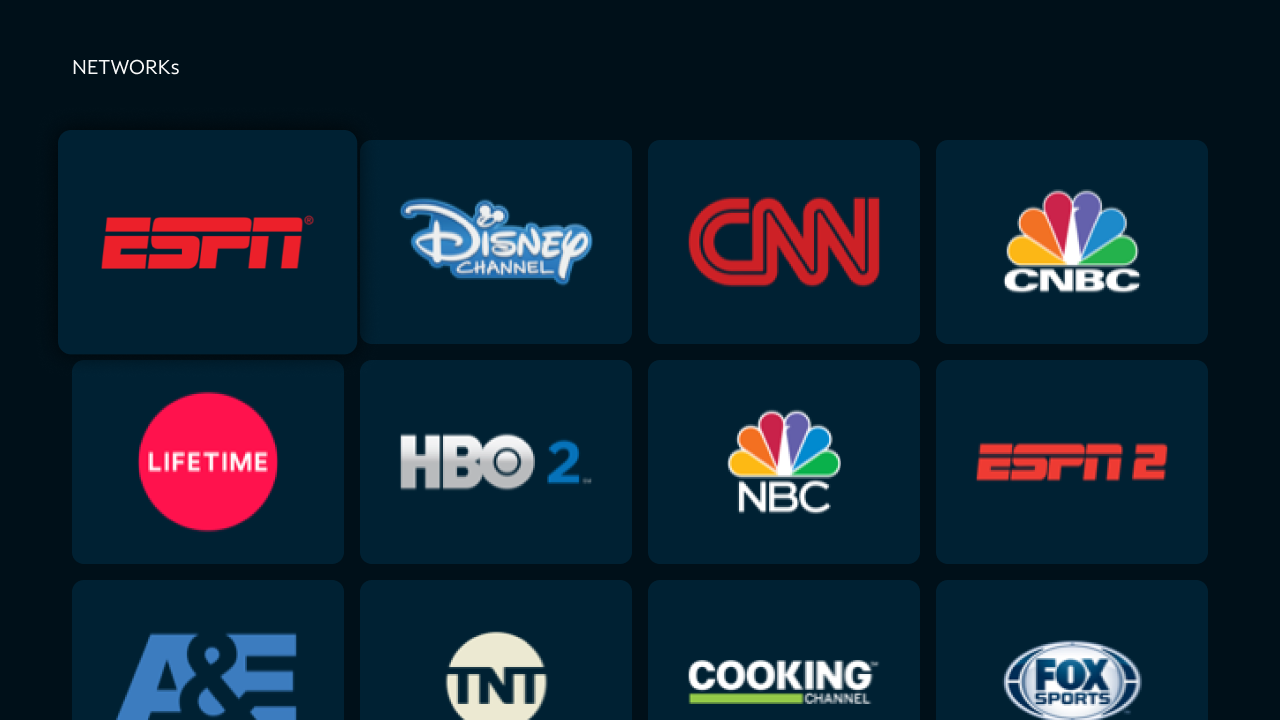 NETWORKs
ESPN®
DISNEY
CHANNEL
CNN
CNBC
LIFETIME
HBO 2
NBC
ESPN 2
A&E
TNT
COOKING
CHANNEL
FOX
SPORTS